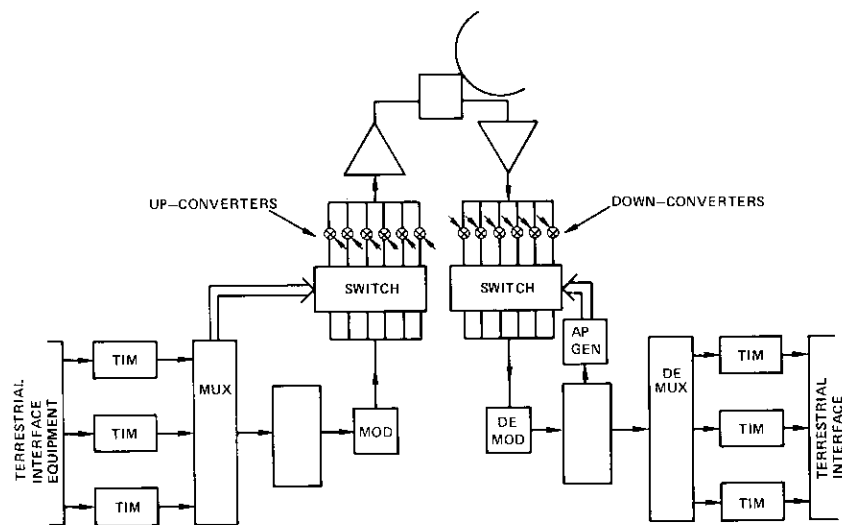 UP-CONVERTERS
DOWN-CONVERTERS
SWITCH
SWITCH
AP
GEN
TERRESTRIAL
INTERFACE
EQUIPMENT
TIM
TIM
TIM
MUX
MOD
DE
MOD
DE
MUX
TIM
TIM
TIM
TERRESTRIAL
INTERFACE